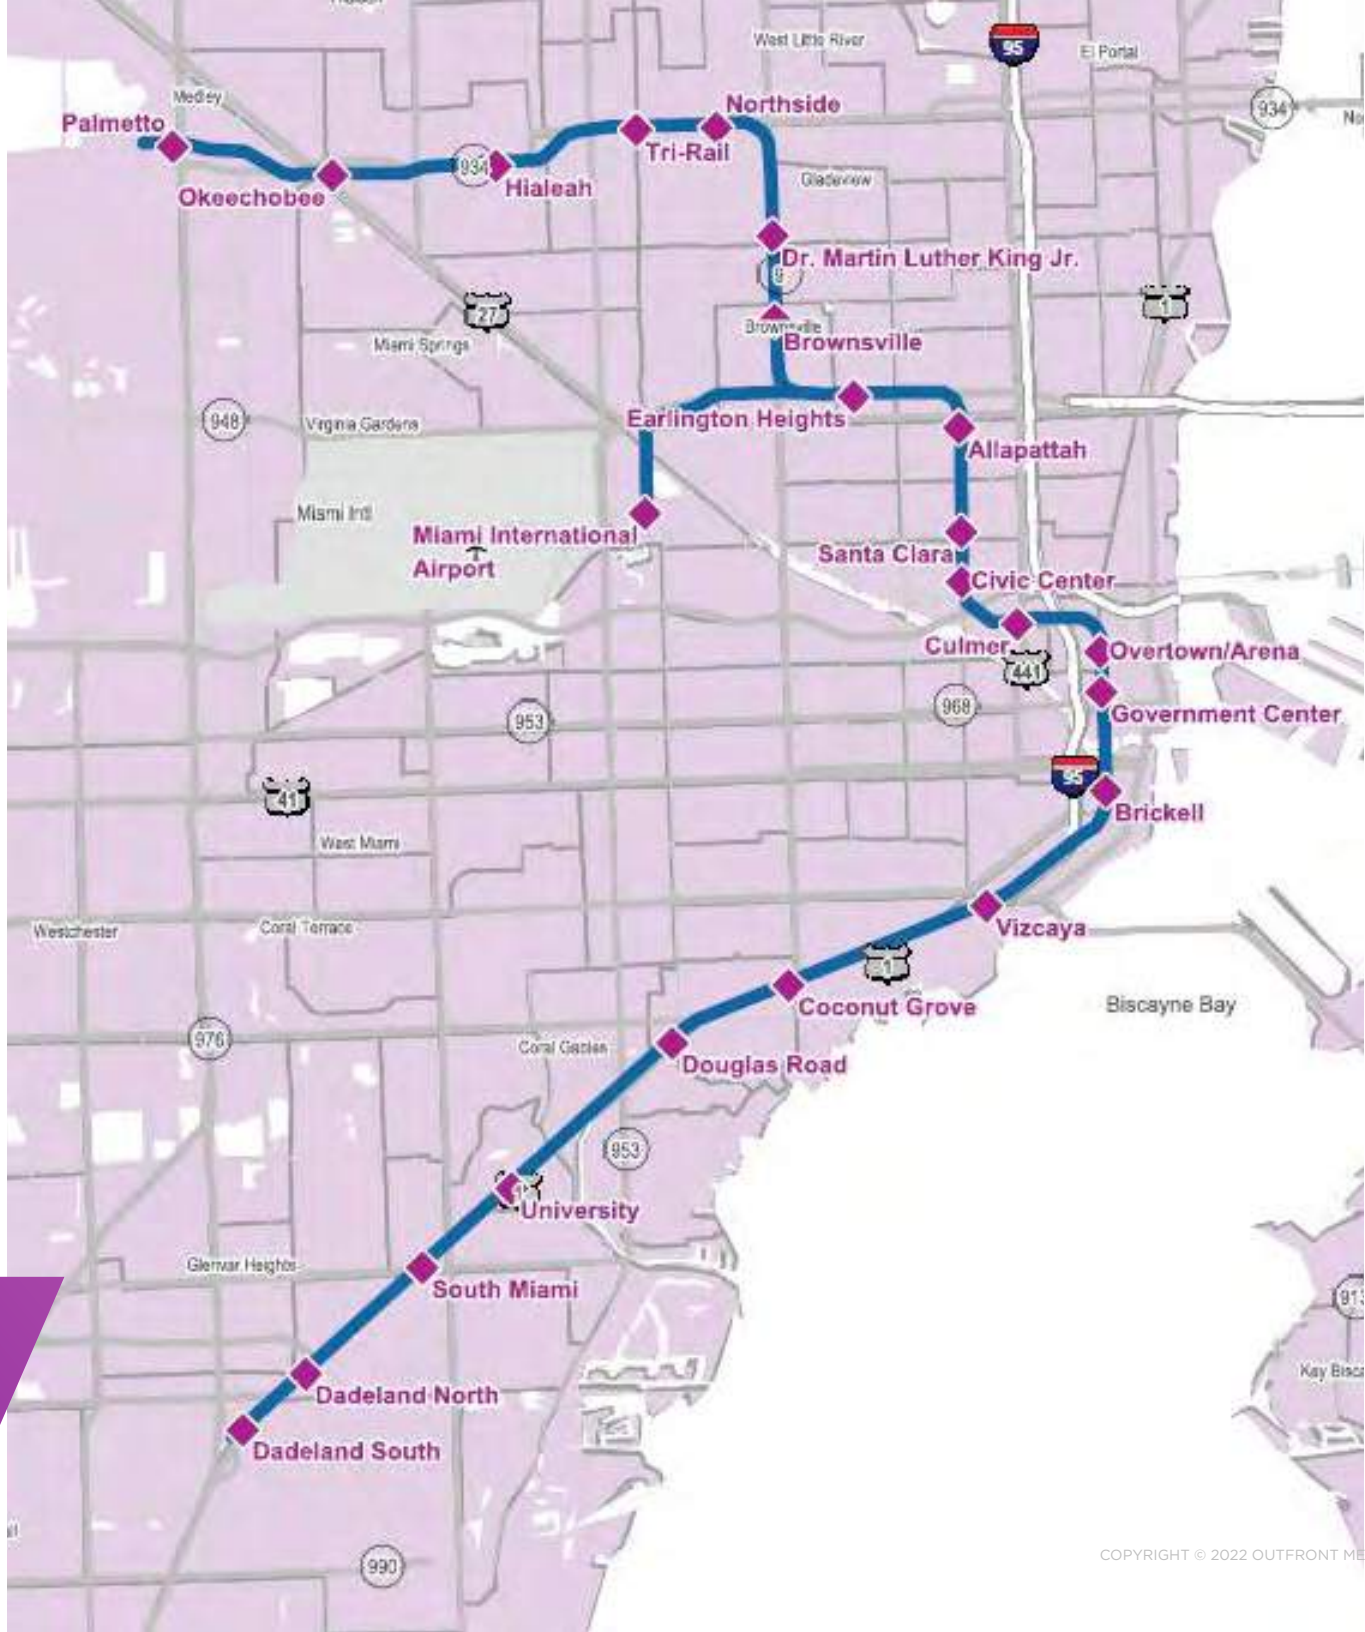 West Little River
95
El Portal
Medley
934
Palmetto
Northside
Tri-Rail
934
Hialeah
Okeechobee
Gladeview
Dr. Martin Luther King Jr.
9
27
1
Brownsville
Miami Springs
Brownsville
948
Virginia Gardens
Earlington Heights
Allapattah
Miami Intl
Miami International
Airport
Santa Clara
Civic Center
Culmer
Overtown/Arena
441
953
968
Government Center
95
41
Brickell
West Miami
Westchester
Coral Terrace
Vizcaya
1
Coconut Grove
Biscayne Bay
976
Coral Gables
Douglas Road
953
University
Glenvar Heights
South Miami
913
Dadeland North
Dadeland South
990
COPYRIGHT © 2022 OUTFRONT